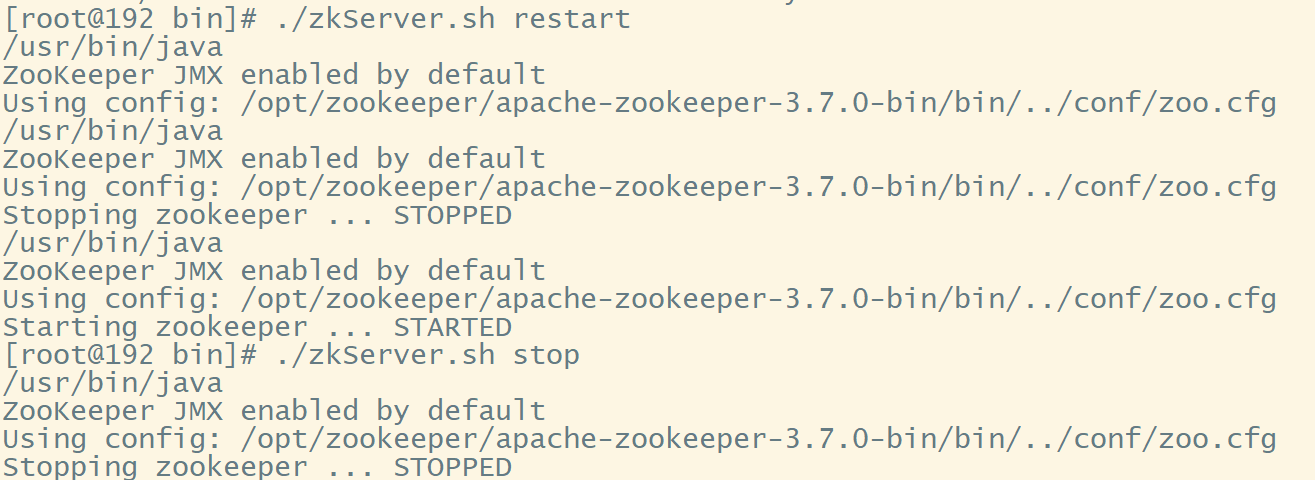 [root@192 bin]# ./zkServer.sh restart
/usr/bin/java
ZooKeeper JMX enabled by default
Using config: /opt/zookeeper/apache-zookeeper-3.7.0-bin/bin/../conf/zoo.cfg
/usr/bin/java
ZooKeeper JMX enabled by default
Using config: /opt/zookeeper/apache-zookeeper-3.7.0-bin/bin/../conf/zoo.cfg
Stopping zookeeper ... STOPPED
/usr/bin/java
ZooKeeper JMX enabled by default
Using config: /opt/zookeeper/apache-zookeeper-3.7.0-bin/bin/../conf/zoo.cfg
Starting zookeeper ... STARTED
[root@192 bin]# ./zkServer.sh stop
/usr/bin/java
ZooKeeper JMX enabled by default
Using config: /opt/zookeeper/apache-zookeeper-3.7.0-bin/bin/../conf/zoo.cfg
Stopping zookeeper ... STOPPED